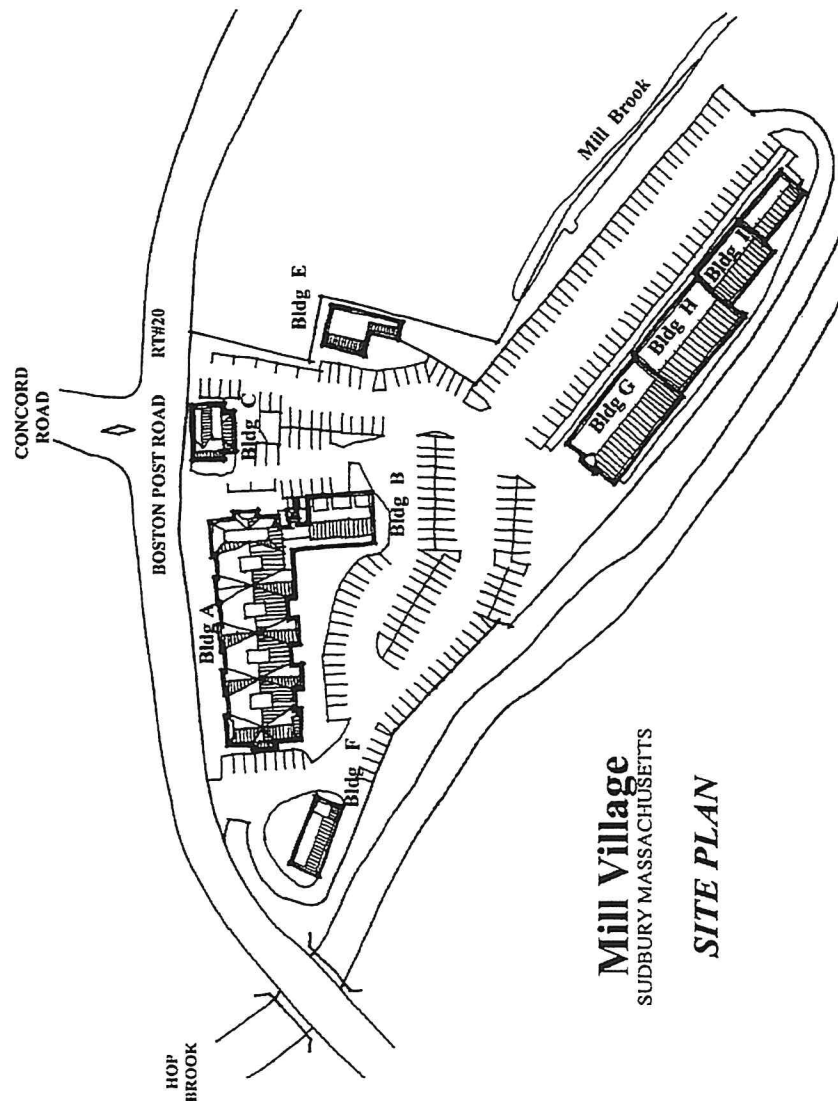 CONCORD
ROAD
BOSTON POST ROAD
RT#20
Mill Brook
Bldg E
Bldg C
Bldg A
Bldg B
Bldg F
Bldg G
Bldg H
Bldg I
HOP
BROOK
Mill Village
SUDBURY MASSACHUSETTS
SITE PLAN